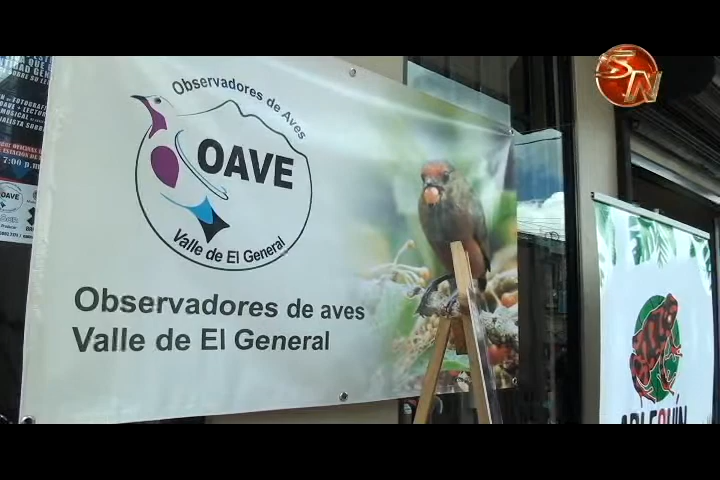 SN
Observadores de Aves
OAVE
Valle de El General
Observadores de aves
Valle de El General
7:00 p.m
OAVE
ARLEQUÍN